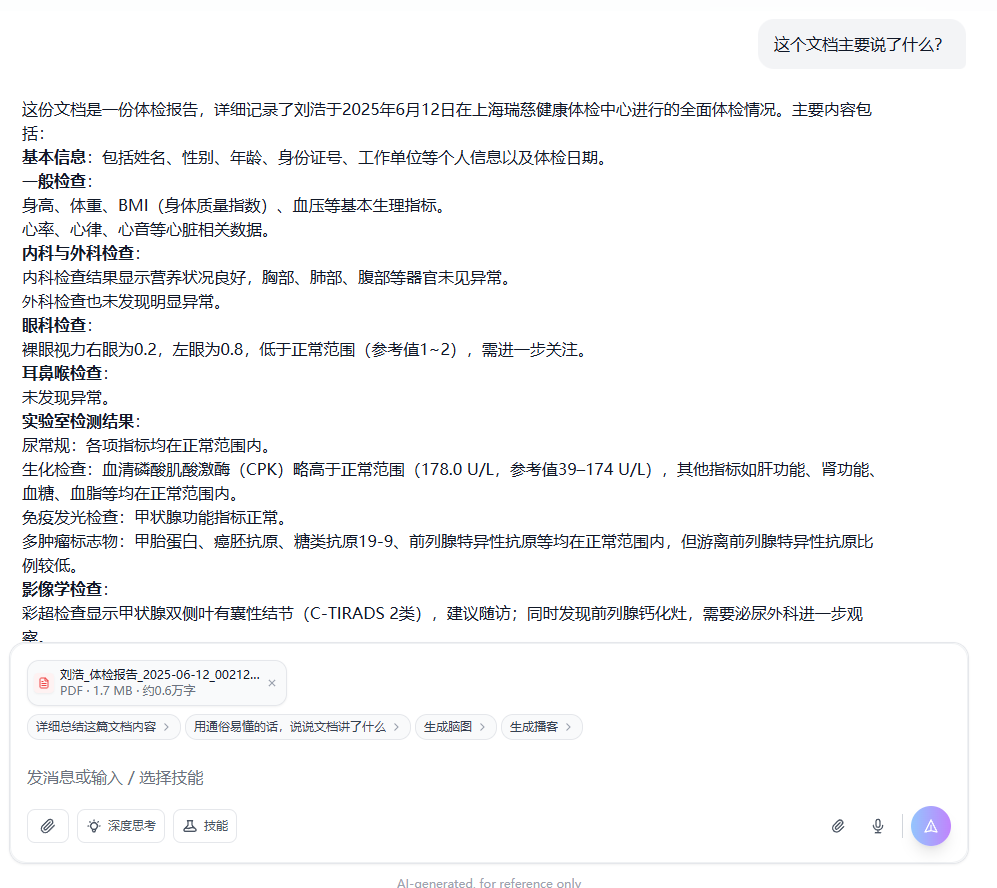 这个文档主要说了什么？
这份文档是一份体检报告，详细记录了刘浩于2025年6月12日在上海瑞慈健康体检中心进行的全面体检情况。主要内容包
括：
基本信息：包括姓名、性别、年龄、身份证号、工作单位等个人信息以及体检日期。
一般检查：
身高、体重、BMI（身体质量指数）、血压等基本生理指标。
心率、心律、心音等心脏相关数据。
内科与外科检查：
内科检查结果显示营养状况良好，胸部、肺部、腹部等器官未见异常。
外科检查也未发现明显异常。
眼科检查：
裸眼视力右眼为0.2，左眼为0.8，低于正常范围（参考值1~2），需进一步关注。
耳鼻喉检查：
未发现异常。
实验室检测结果：
尿常规：各项指标均在正常范围内。
生化检查：血清磷酸肌酸激酶（CPK）略高于正常范围（178.0 U/L，参考值39–174 U/L），其他指标如肝功能、肾功能、
血糖、血脂等均在正常范围内。
免疫发光检查：甲状腺功能指标正常。
多肿瘤标志物：甲胎蛋白、癌胚抗原、糖类抗原19-9、前列腺特异性抗原等均在正常范围内，但游离前列腺特异性抗原比
例较低。
影像学检查：
彩超检查显示甲状腺双侧叶有囊性结节（C-TIRADS 2类），建议随访；同时发现前列腺钙化灶，需要泌尿外科进一步观
察。
刘浩_体检报告_2025-06-12_00212...
PDF · 1.7 MB · 约0.6万字
详细总结这篇文档内容
用通俗易懂的话，说说文档讲了什么
生成脑图
生成播客
发消息或输入 / 选择技能
深度思考
技能
AI-generated, for reference only